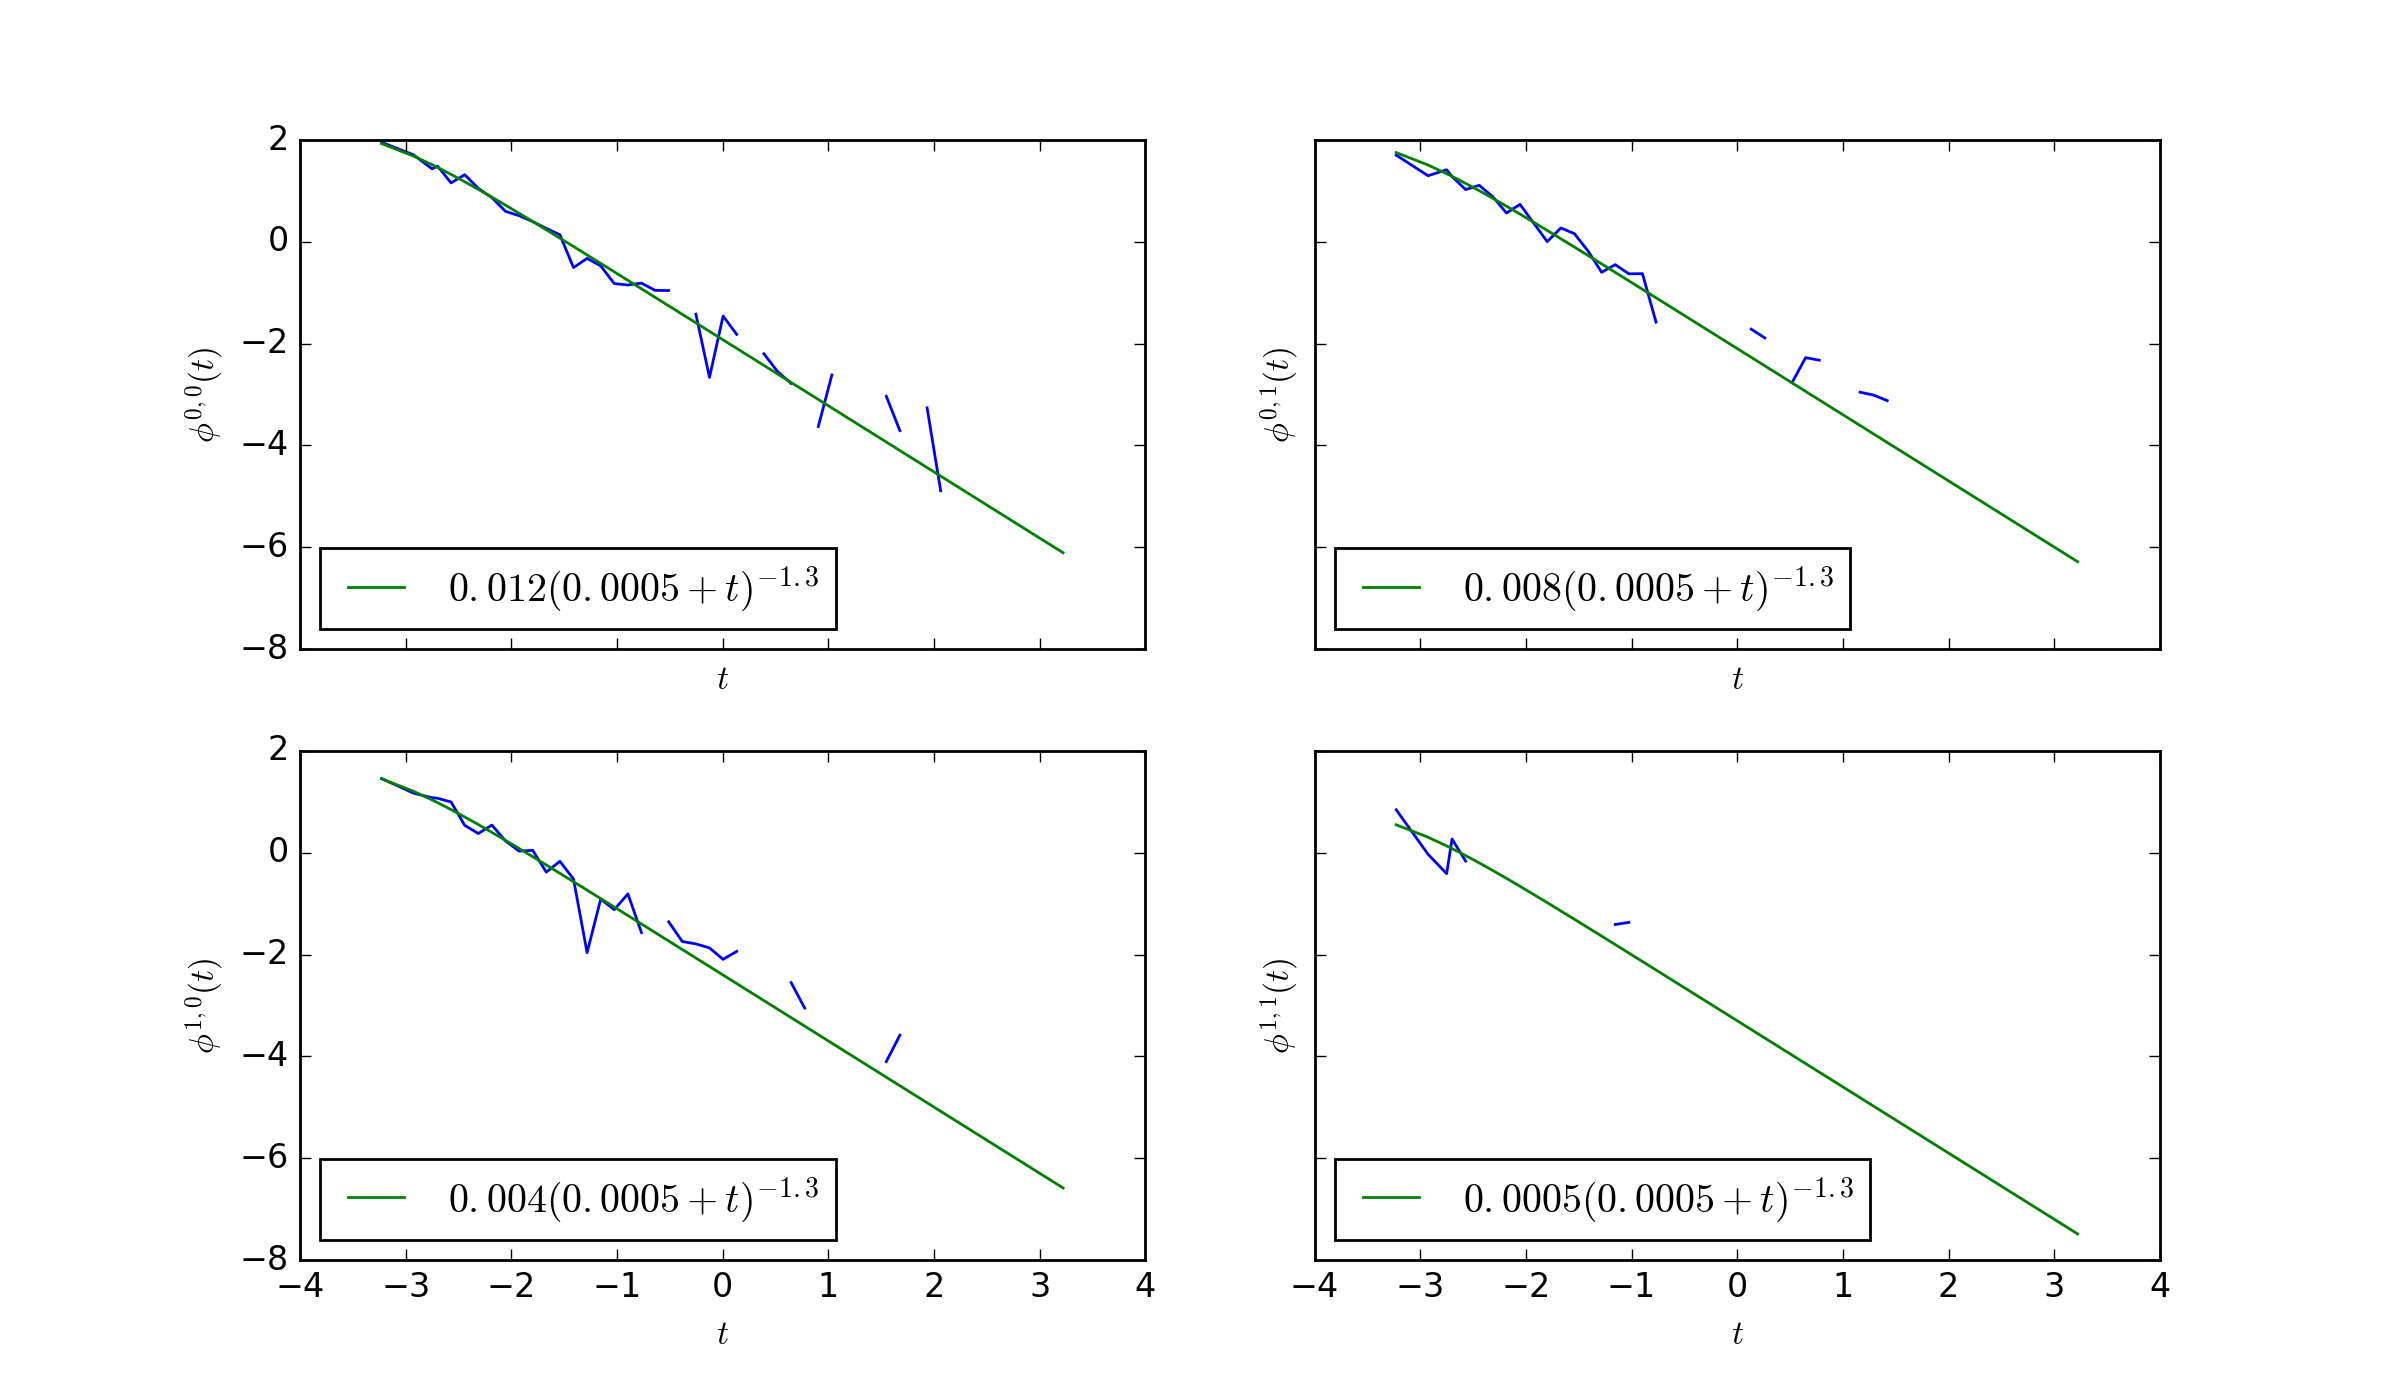 2
0
−2
−4
−6
−8
ϕ^{0,0}(t)
0.012(0.0005 + t)^{−1.3}
t
ϕ^{0,1}(t)
0.008(0.0005 + t)^{−1.3}
t
2
0
−2
−4
−6
−8
ϕ^{1,0}(t)
0.004(0.0005 + t)^{−1.3}
−4 −3 −2 −1 0 1 2 3 4
t
ϕ^{1,1}(t)
0.0005(0.0005 + t)^{−1.3}
−4 −3 −2 −1 0 1 2 3 4
t